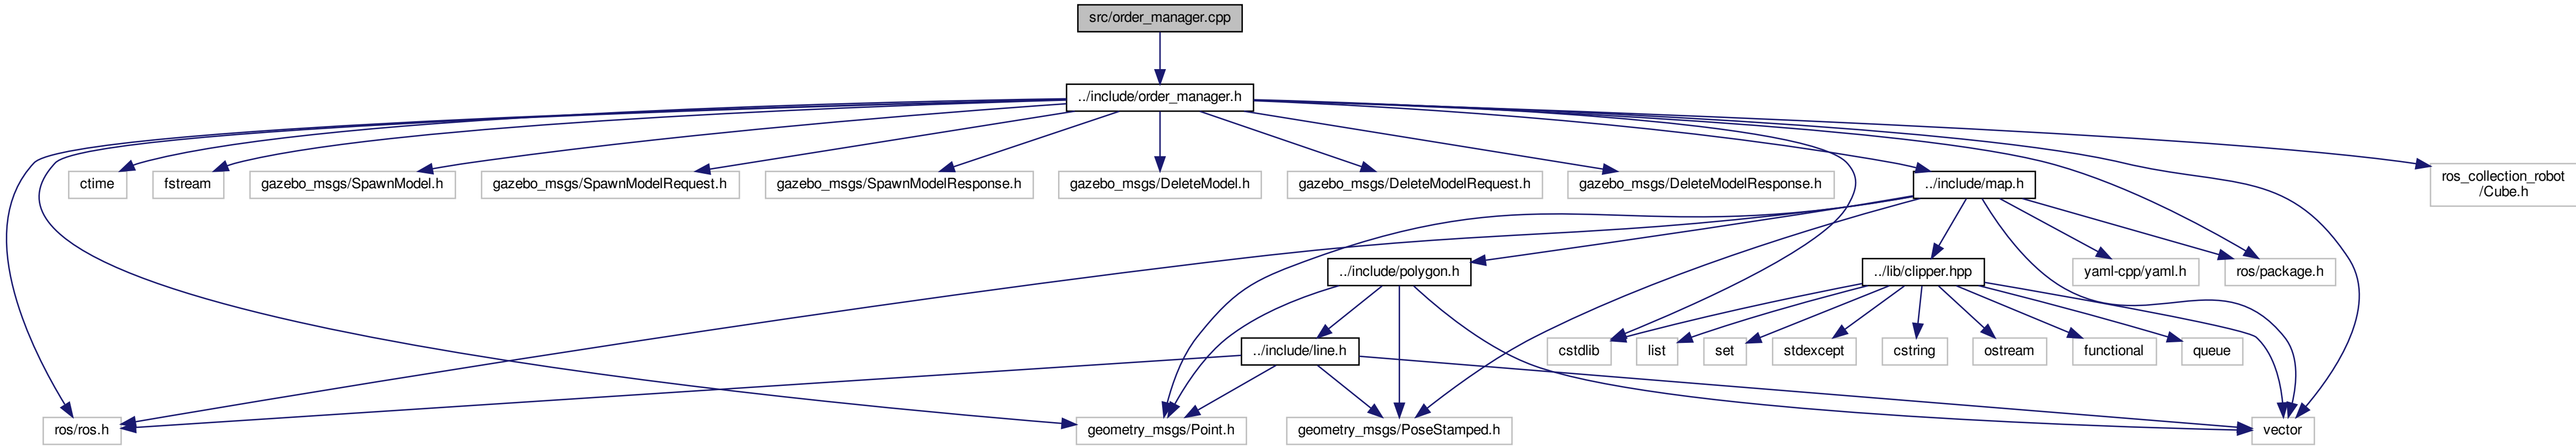 src/order_manager.cpp
../include/order_manager.h
ctime
fstream
gazebo_msgs/SpawnModel.h
gazebo_msgs/SpawnModelRequest.h
gazebo_msgs/SpawnModelResponse.h
gazebo_msgs/DeleteModel.h
gazebo_msgs/DeleteModelRequest.h
gazebo_msgs/DeleteModelResponse.h
../include/map.h
ros_collection_robot
/Cube.h
../include/polygon.h
../lib/clipper.hpp
yaml-cpp/yaml.h
ros/package.h
../include/line.h
cstdlib
list
set
stdexcept
cstring
ostream
functional
queue
ros/ros.h
geometry_msgs/Point.h
geometry_msgs/PoseStamped.h
vector